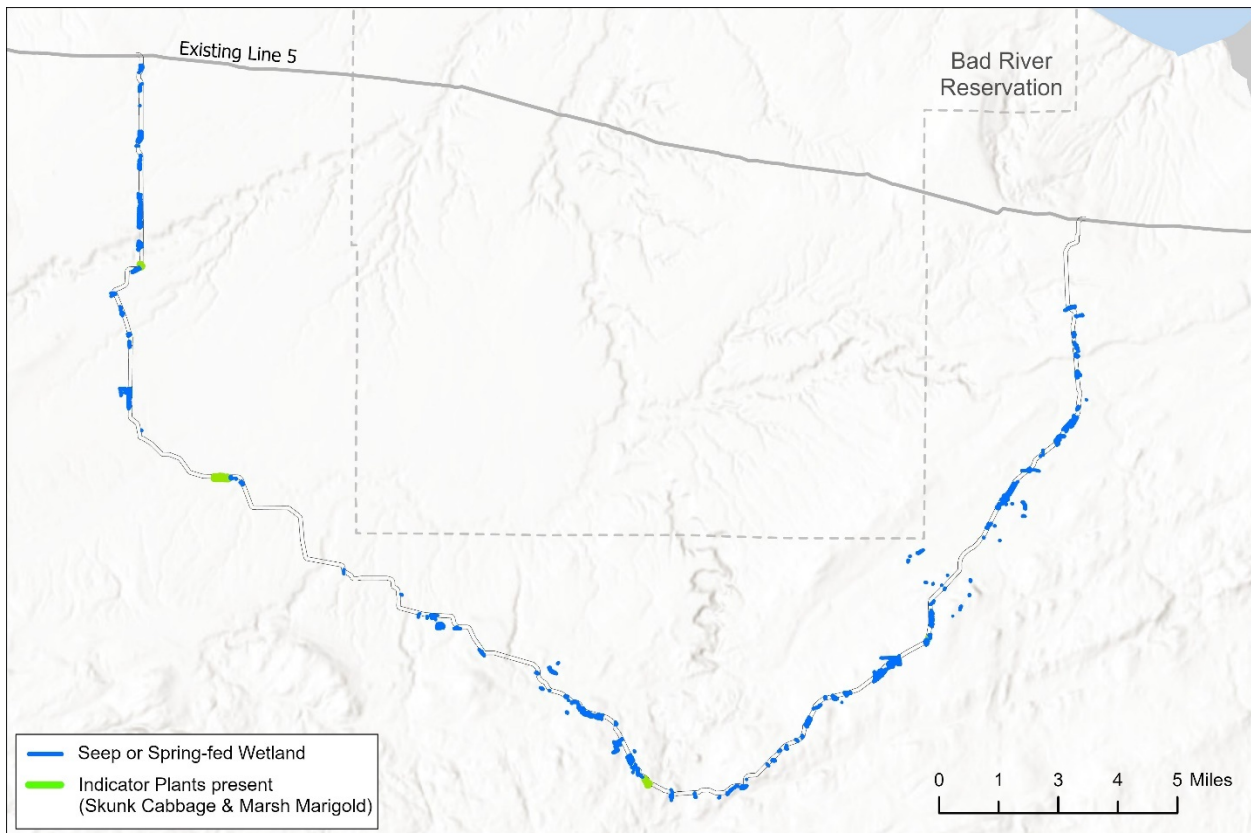 Existing Line 5
Bad River
Reservation
Seep or Spring-fed Wetland
Indicator Plants present
(Skunk Cabbage & Marsh Marigold)
0 1 3 4 5 Miles